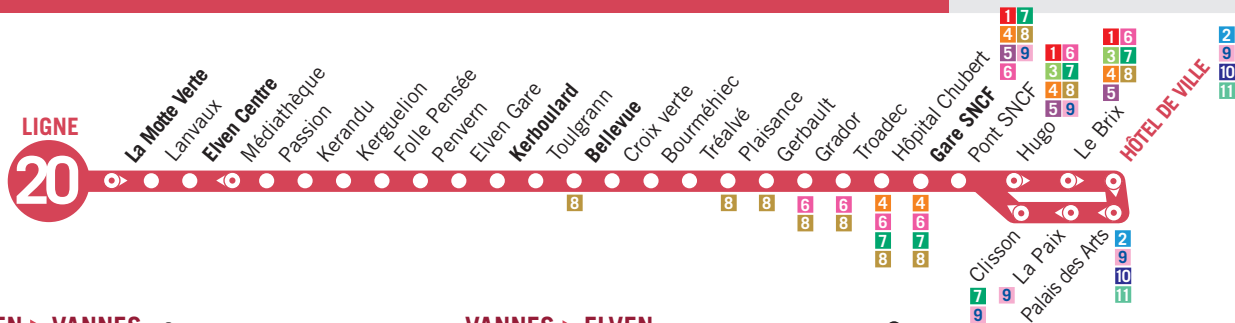 LIGNE
20
La Motte Verte
Lanvaux
Elven Centre
Médiathèque
Passion
Kerandu
Kerguelion
Folle Pensée
Penvern
Elven Gare
Kerboulard
Toulgrann
8
Bellevue
Croix verte
Bourméhiec
Tréalvé
8
Plaisance
8
Gerbault
6
8
Grador
6
8
Troadec
4
6
7
8
Hôpital Chubert
4
6
7
8
Gare SNCF
1 7
4 8
5 9
6
Pont SNCF
Hugo
1 6
3 7
4 8
5 9
Le Brix
1 6
3 7
4 8
5
HÔTEL DE VILLE
2
9
10
11
Clisson
7
9
La Paix
9
Palais des Arts
2
9
10
11
EN > VANNES
VANNES > ELVEN